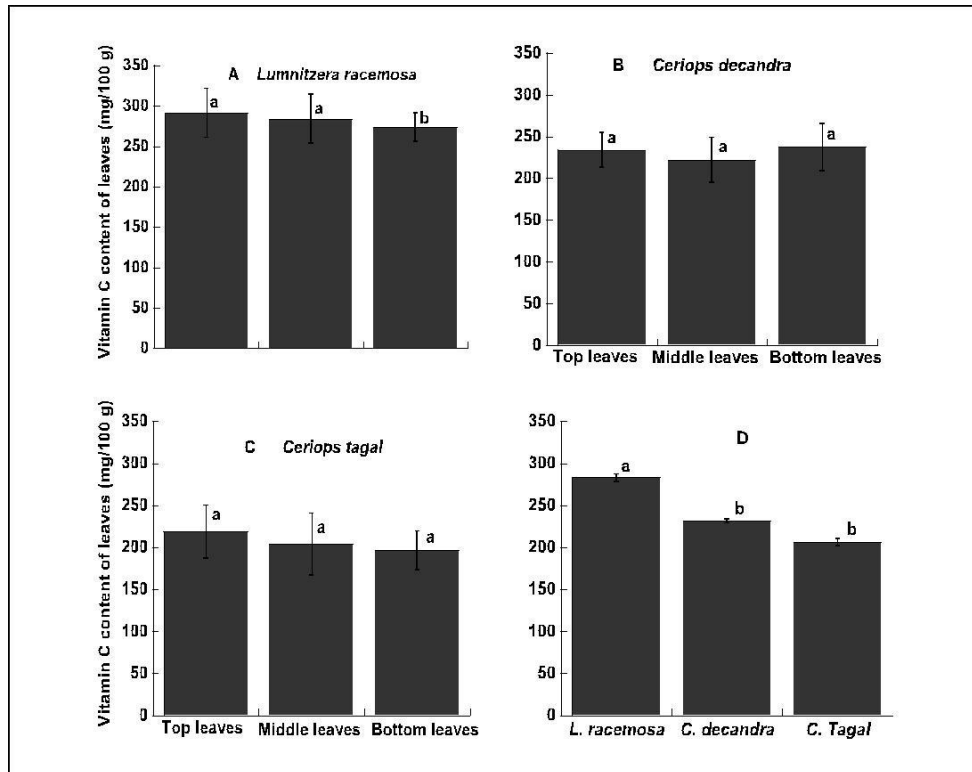 Vitamin C content of leaves (mg/100 g)
350
300
250
200
150
100
50
0
A Lumnitzera racemosa
a
a
b
350
300
250
200
150
100
50
0
B Ceriops decandra
a
a
a
Top leaves Middle leaves Bottom leaves
Vitamin C content of leaves (mg/100 g)
350
300
250
200
150
100
50
0
C Ceriops tagal
a
a
a
Top leaves Middle leaves Bottom leaves
350
300
250
200
150
100
50
0
D
a
b
b
L. racemosa C. decandra C. Tagal